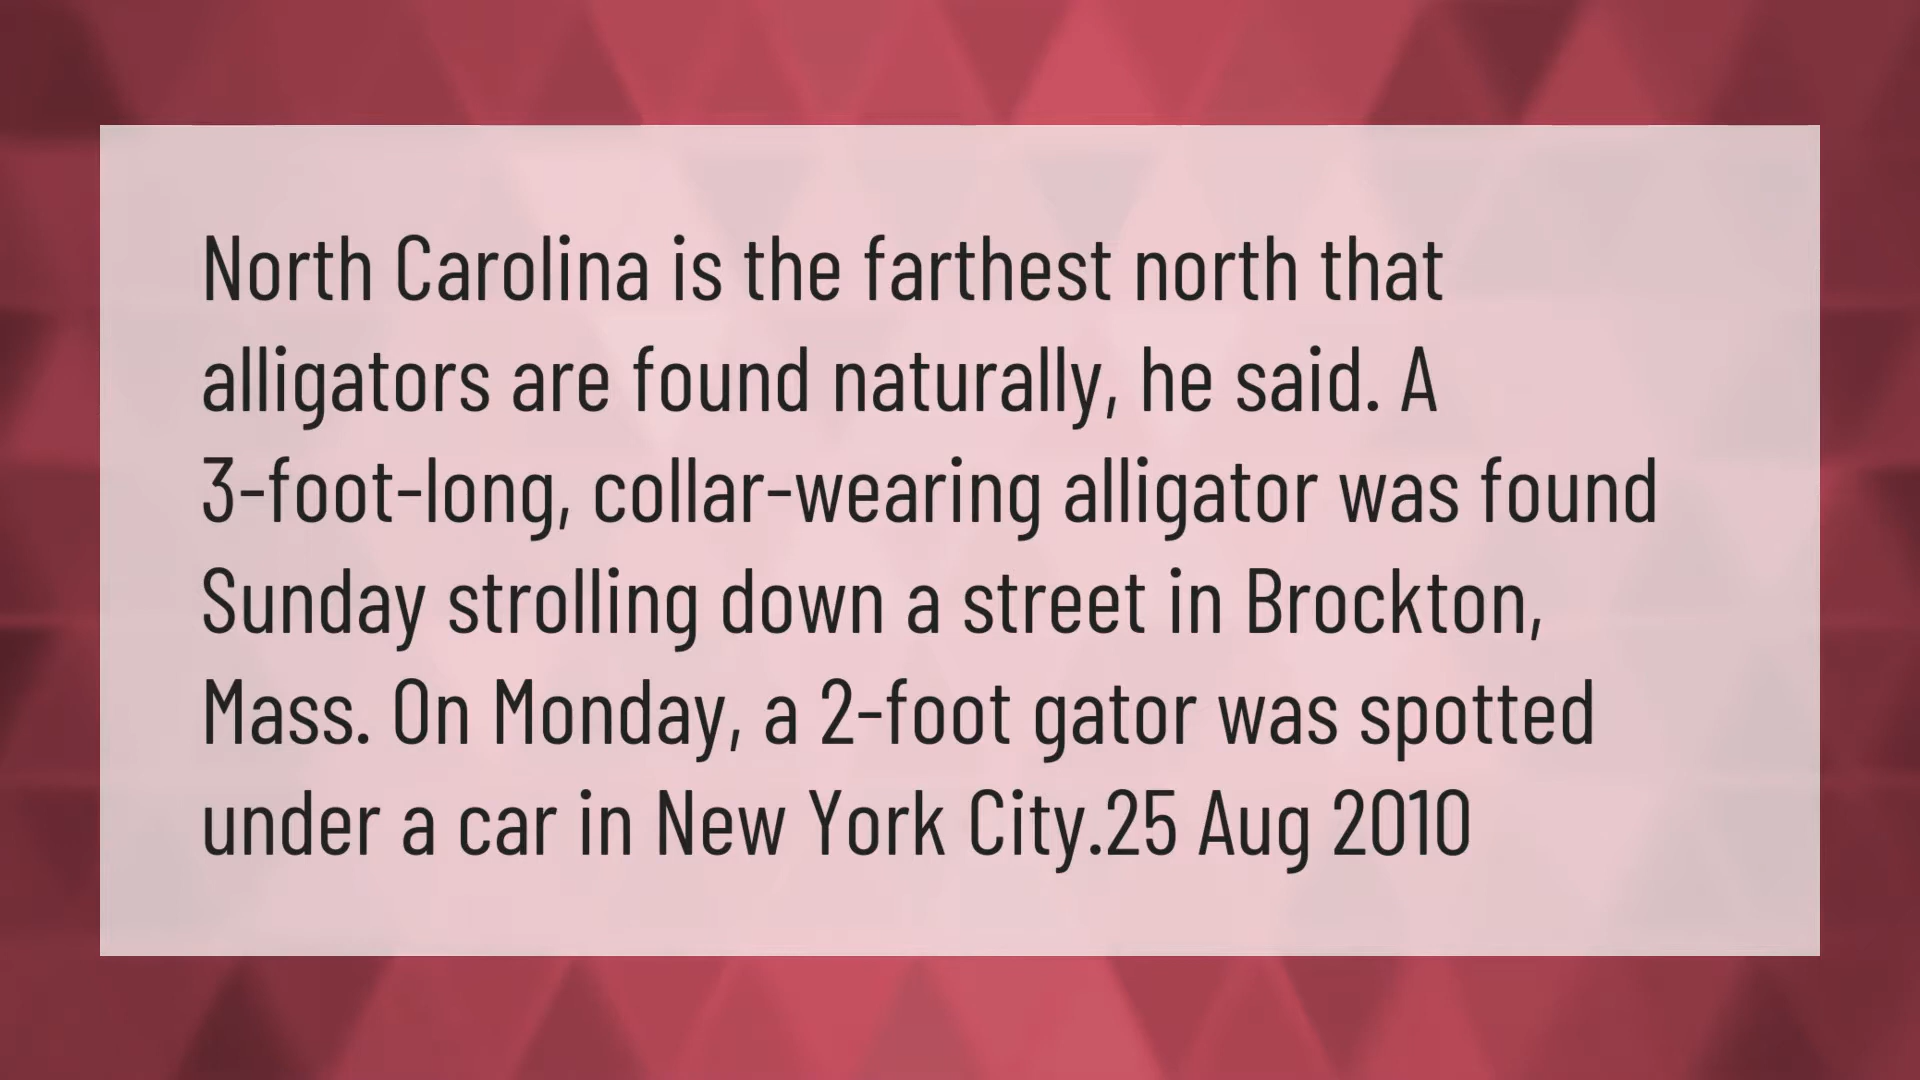 North Carolina is the farthest north that
alligators are found naturally, he said. A
3-foot-long, collar-wearing alligator was found
Sunday strolling down a street in Brockton,
Mass. On Monday, a 2-foot gator was spotted
under a car in New York City.25 Aug 2010